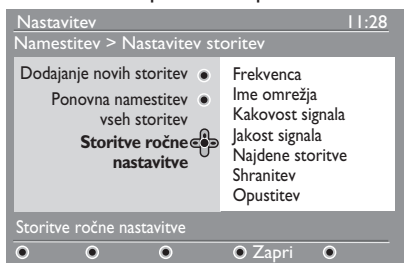 Nastavitev 11:28
Namestitev > Nastavitev storitev
Dodajanje novih storitev
Ponovna namestitev
vseh storitev
Storitve ročne
nastavitve
Frekvenca
Ime omrežja
Kakovost signala
Jakost signala
Najdene storitve
Shranitev
Opustitev
Storitve ročne nastavitve
Zapri